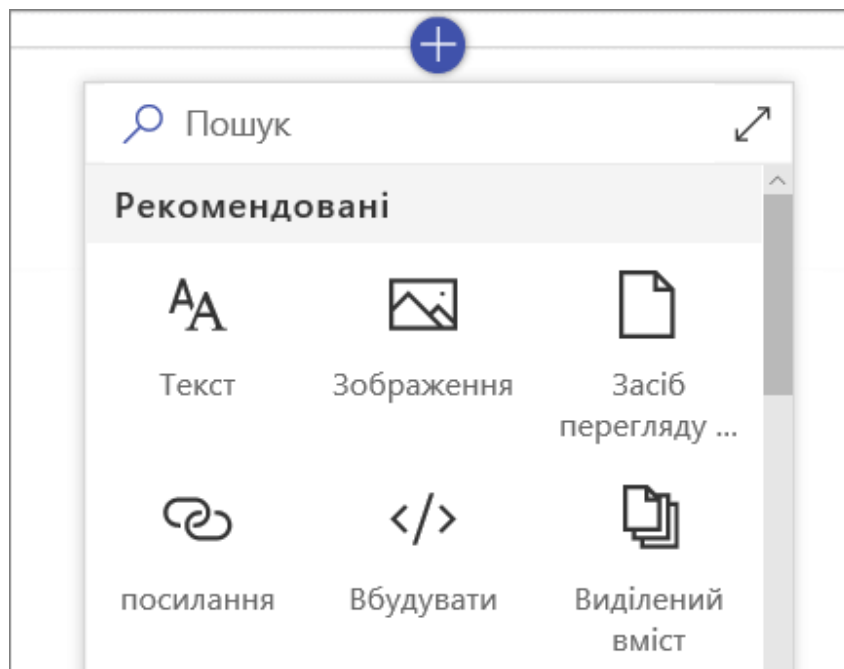 Пошук
Рекомендовані
Текст
Зображення
Засіб
перегляду ...
посилання
Вбудувати
Виділений
вміст